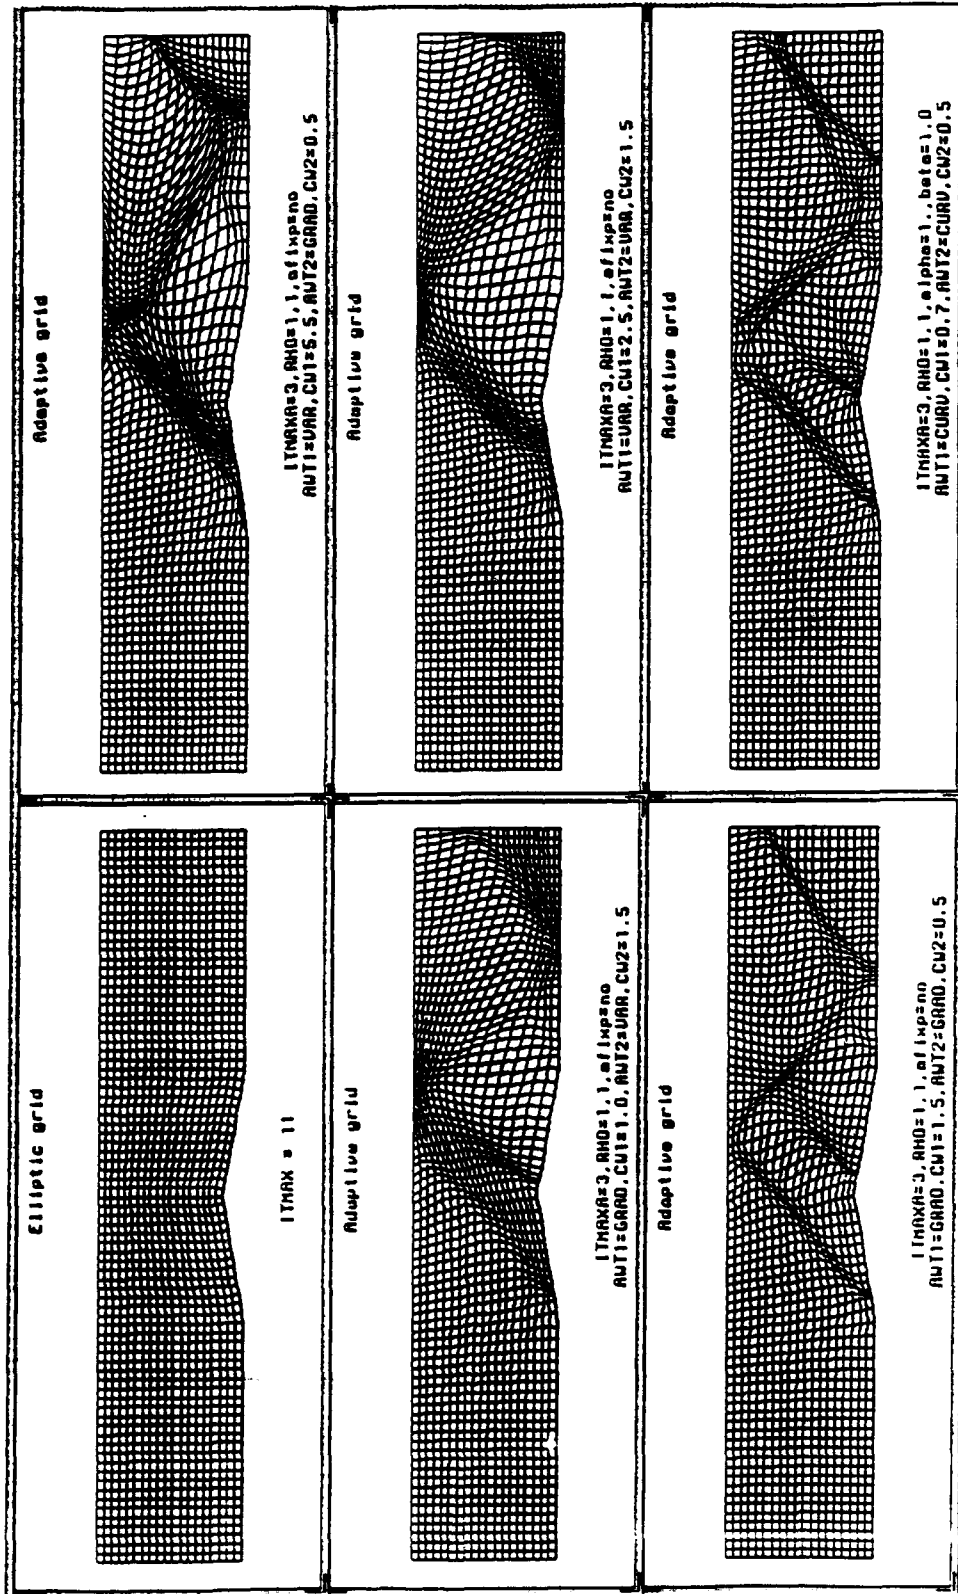 Elliptic grid
ITMAX = 11
Adaptive grid
ITMAXA=3,RHO=1,1,afixp=no
AWT1=VAR,CW1=5.5,AWT2=GRAD,CW2=0.5
Adaptive grid
ITMAXA=3,RHO=1,1,afixp=no
AWT1=GRAD,CW1=1.0,AWT2=VAR,CW2=1.5
Adaptive grid
ITMAXA=3,RHO=1,1,afixp=no
AWT1=VAR,CW1=2.5,AWT2=VAR,CW2=1.5
Adaptive grid
ITMAXA=3,RHO=1,1,afixp=no
AWT1=GRAD,CW1=1.5,AWT2=GRAD,CW2=0.5
Adaptive grid
ITMAXA=3,RHO=1,1,alpha=1.,beta=1.0
AWT1=CURV,CW1=0.7,AWT2=CURV,CW2=0.5